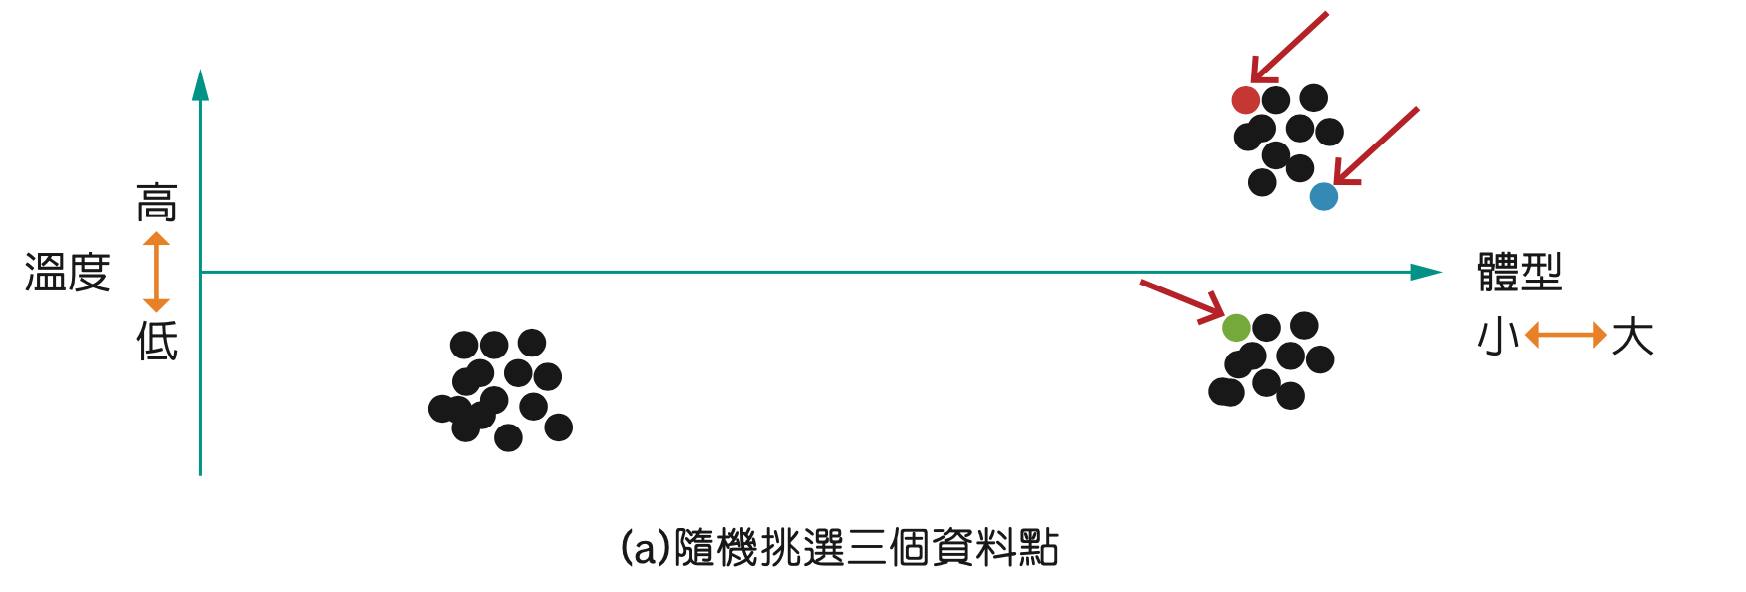 高
溫度
低
體型
小 大
(a)隨機挑選三個資料點